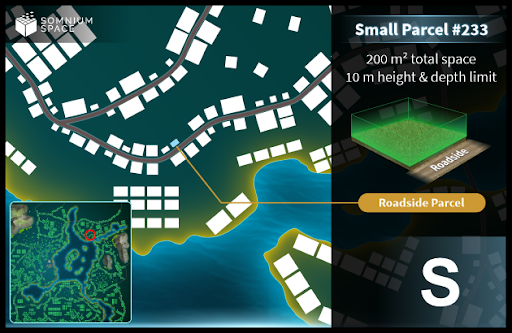 SOMNIUM
SPACE
Small Parcel #233
200 m² total space
10 m height & depth limit
Roadside
Roadside Parcel
S